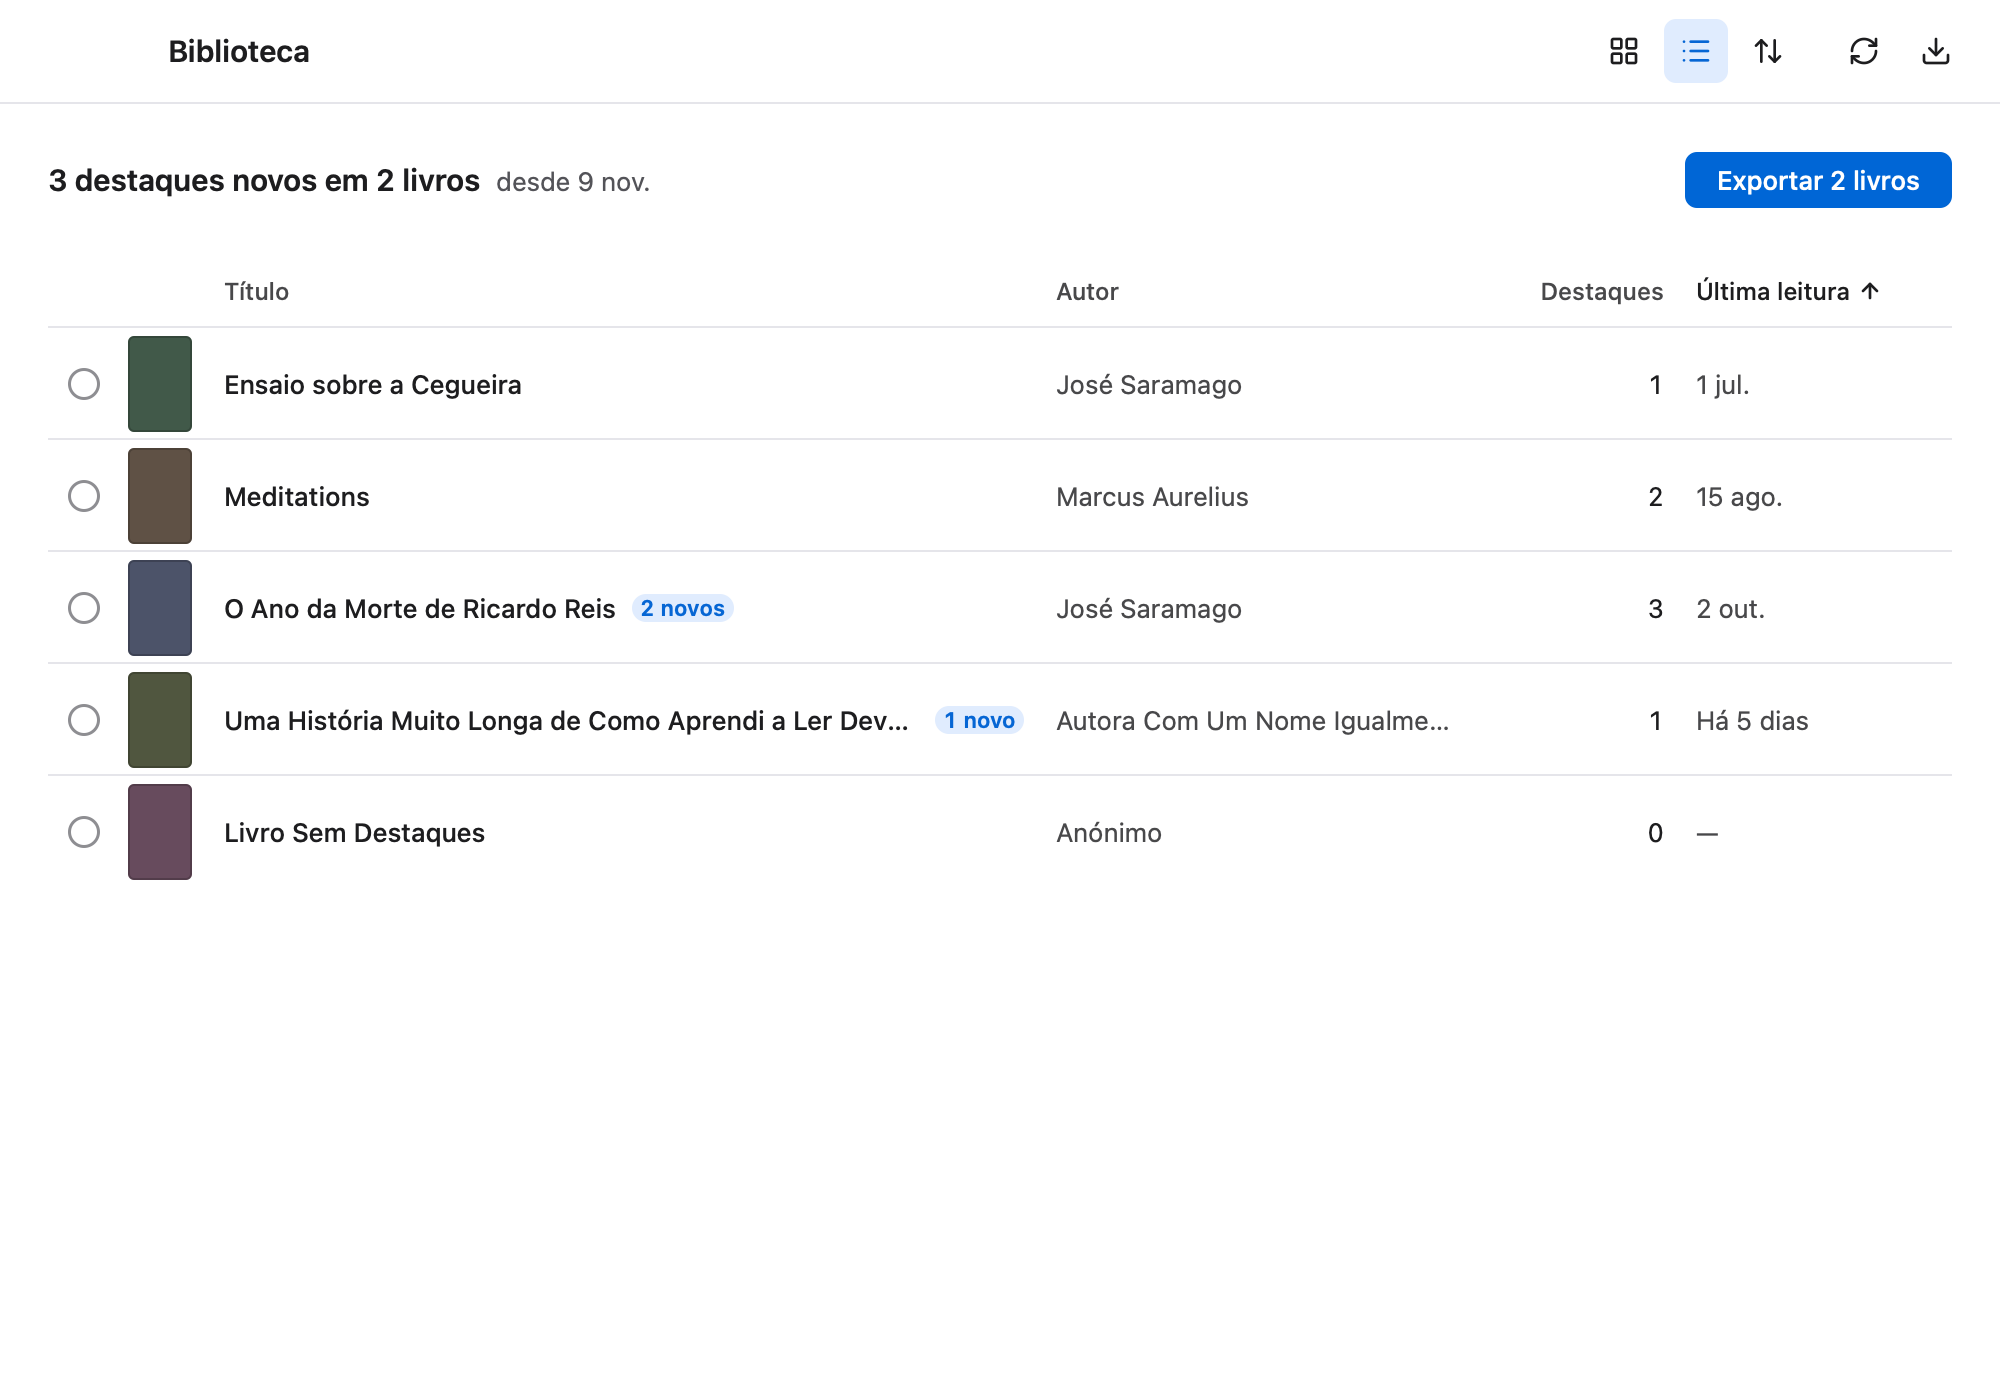 Biblioteca
3 destaques novos em 2 livros desde 9 nov.
Exportar 2 livros
Título Autor Destaques Última leitura ↑
Ensaio sobre a Cegueira José Saramago 1 1 jul.
Meditations Marcus Aurelius 2 15 ago.
O Ano da Morte de Ricardo Reis 2 novos José Saramago 3 2 out.
Uma História Muito Longa de Como Aprendi a Ler Dev... 1 novo Autora Com Um Nome Igualme... 1 Há 5 dias
Livro Sem Destaques Anónimo 0 —